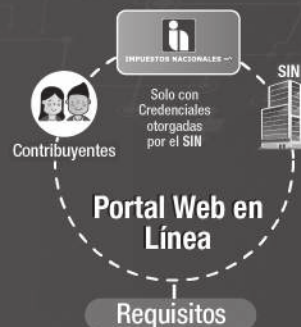 IMPUESTOS NACIONALES
SIN
Solo con
Credenciales
otorgadas
por el SIN
Contribuyentes
Portal Web en
Línea
Requisitos